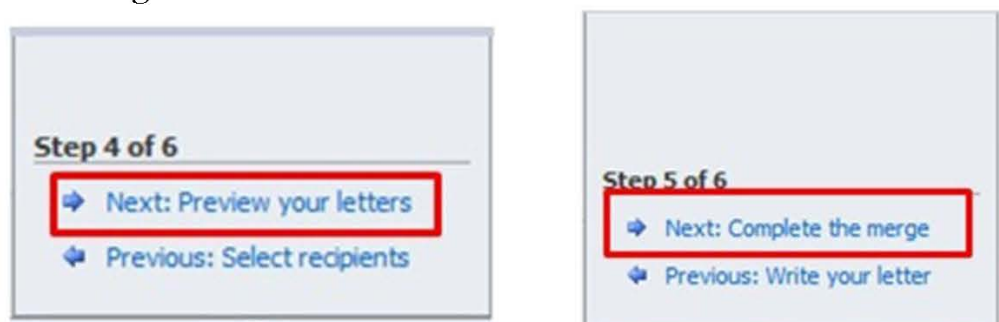 Step 4 of 6
Next: Preview your letters
Previous: Select recipients
Step 5 of 6
Next: Complete the merge
Previous: Write your letter